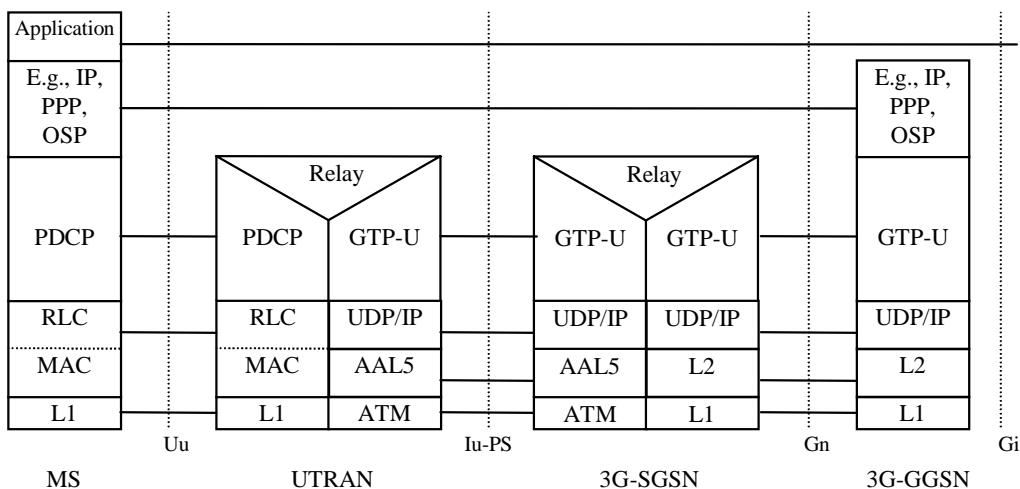 Application
E.g., IP,
PPP,
OSP
E.g., IP,
PPP,
OSP
Relay
Relay
PDCP
PDCP
GTP-U
GTP-U
GTP-U
GTP-U
RLC
RLC
UDP/IP
UDP/IP
UDP/IP
UDP/IP
MAC
MAC
AAL5
AAL5
L2
L2
L1
L1
ATM
ATM
L1
L1
Uu
Iu-PS
Gn
Gi
MS
UTRAN
3G-SGSN
3G-GGSN